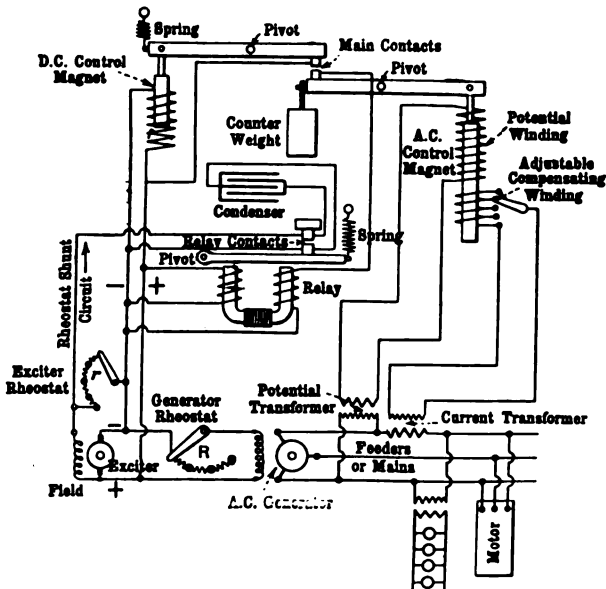 Spring
Pivot
Main Contacts
D.C. Control
Magnet
Pivot
Counter
Weight
A.C.
Control
Magnet
Potential
Winding
Adjustable
Compensating
Winding
Condenser
Relay Contacts
Spring
Pivot
Rheostat Shunt
Circuit
− +
Relay
Exciter
Rheostat
r
Generator
Rheostat
Potential
Transformer
Current Transformer
−
R
Exciter
Feeders
or Mains
Field
+
A.C. Generator
Motor